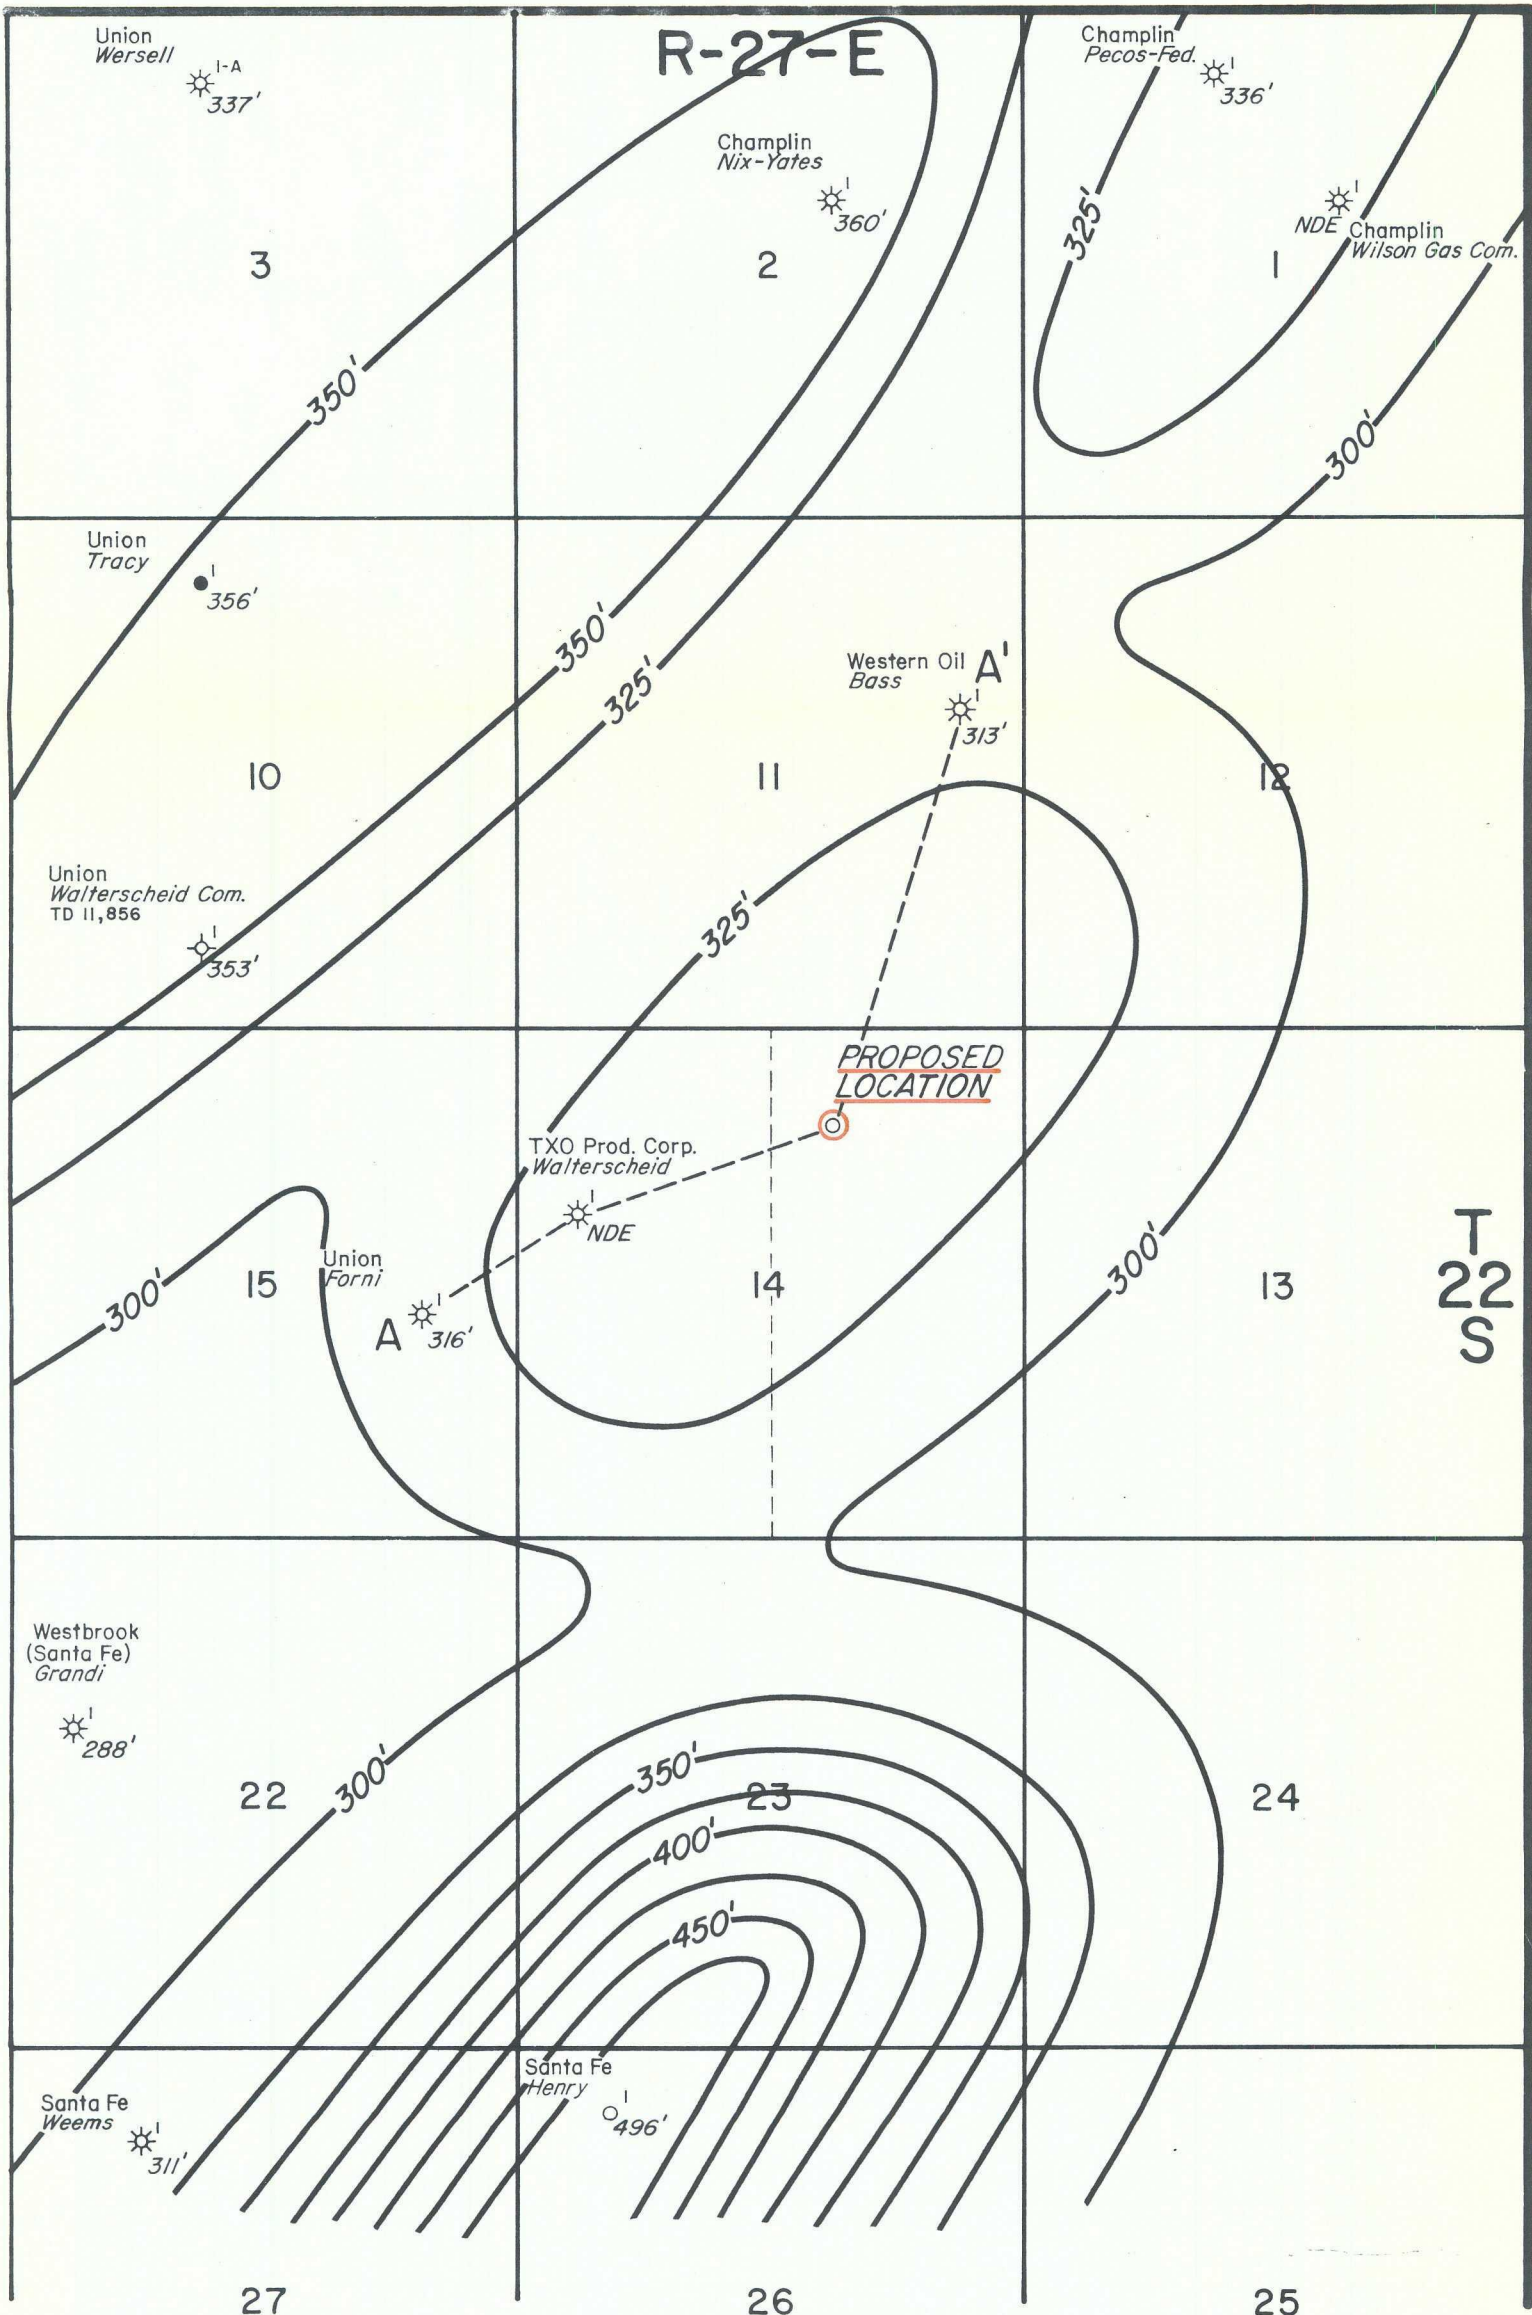 R-27-E
Union
Wersell
1-A
337'
Champlin
Pecos-Fed.
1
336'
Champlin
Nix-Yates
1
360'
325'
1
NDE
Champlin
Wilson Gas Com.
3
2
1
350'
300'
Union
Tracy
1
356'
350'
325'
Western Oil
Bass
A'
1
313'
10
11
12
Union
Walterscheid Com.
TD 11,856
1
353'
325'
PROPOSED
LOCATION
TXO Prod. Corp.
Walterscheid
1
NDE
T
22
S
Union
Forni
1
316'
A
300'
15
14
300'
13
Westbrook
(Santa Fe)
Grandi
1
288'
22
300'
350'
23
24
400'
450'
Santa Fe
Henry
1
496'
Santa Fe
Weems
1
311'
27
26
25